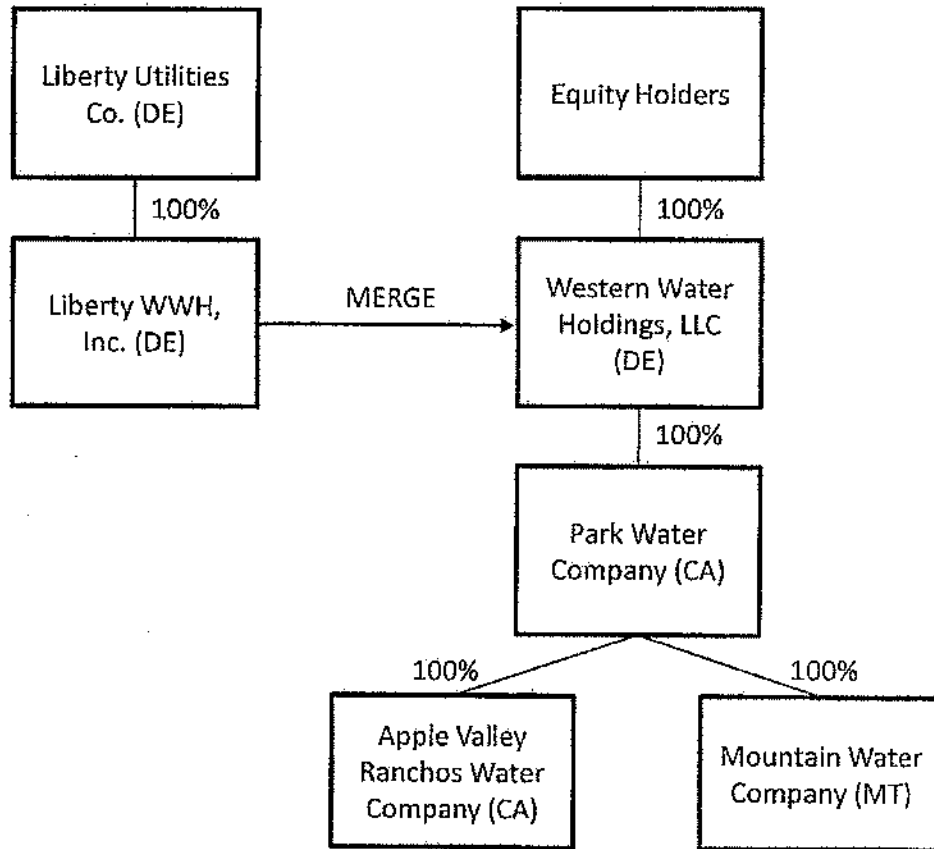 Liberty Utilities
Co. (DE)
Equity Holders
100%
100%
Liberty WWH,
Inc. (DE)
MERGE
Western Water
Holdings, LLC
(DE)
100%
Park Water
Company (CA)
100%
100%
Apple Valley
Ranchos Water
Company (CA)
Mountain Water
Company (MT)